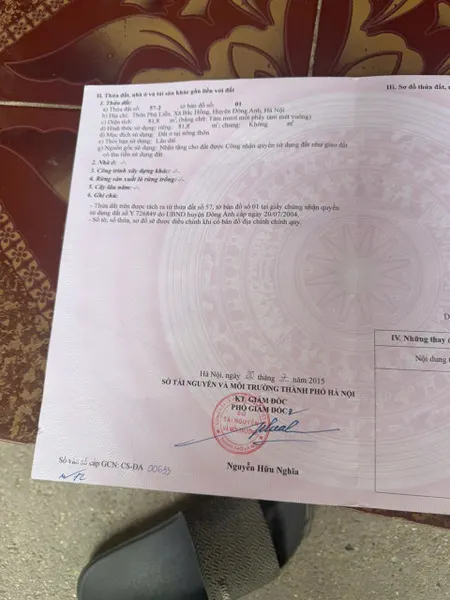 II. Thửa đất, nhà ở và tài sản khác gắn liền với đất
III. Sơ đồ thửa đất,
1. Thửa đất:
a) Thửa đất số: 57-2 tờ bản đồ số: 01
b) Địa chỉ: Thôn Phù Liễn, Xã Bắc Hồng, Huyện Đông Anh, Hà Nội
c) Diện tích: 81,8 m², (bằng chữ: Tám mươi mốt phẩy tám mét vuông)
d) Hình thức sử dụng: riêng: 81,8 m²; chung: Không m²
đ) Mục đích sử dụng: Đất ở tại nông thôn
e) Thời hạn sử dụng: Lâu dài
g) Nguồn gốc sử dụng: Nhận tặng cho đất được Công nhận quyền sử dụng đất như giao đất
có thu tiền sử dụng đất
2. Nhà ở: -/-
3. Công trình xây dựng khác: -/-
4. Rừng sản xuất là rừng trồng: -/-
5. Cây lâu năm: -/-
6. Ghi chú:
- Thửa đất trên được tách ra từ thửa đất số 57, tờ bản đồ số 01 tại giấy chứng nhận quyền
sử dụng đất số Y 726849 do UBND huyện Đông Anh cấp ngày 20/07/2004.
- Số tờ, số thửa, sơ đồ sẽ được điều chỉnh khi có bản đồ địa chính chính quy.
IV. Những thay đ
Nội dung t
Hà Nội, ngày tháng 7 năm 2015
SỞ TÀI NGUYÊN VÀ MÔI TRƯỜNG THÀNH PHỐ HÀ NỘI
KT. GIÁM ĐỐC
PHÓ GIÁM ĐỐC
SỞ
TÀI NGUYÊN
VÀ MÔI TRƯỜNG
Số vào sổ cấp GCN: CS-ĐA
Nguyễn Hữu Nghĩa